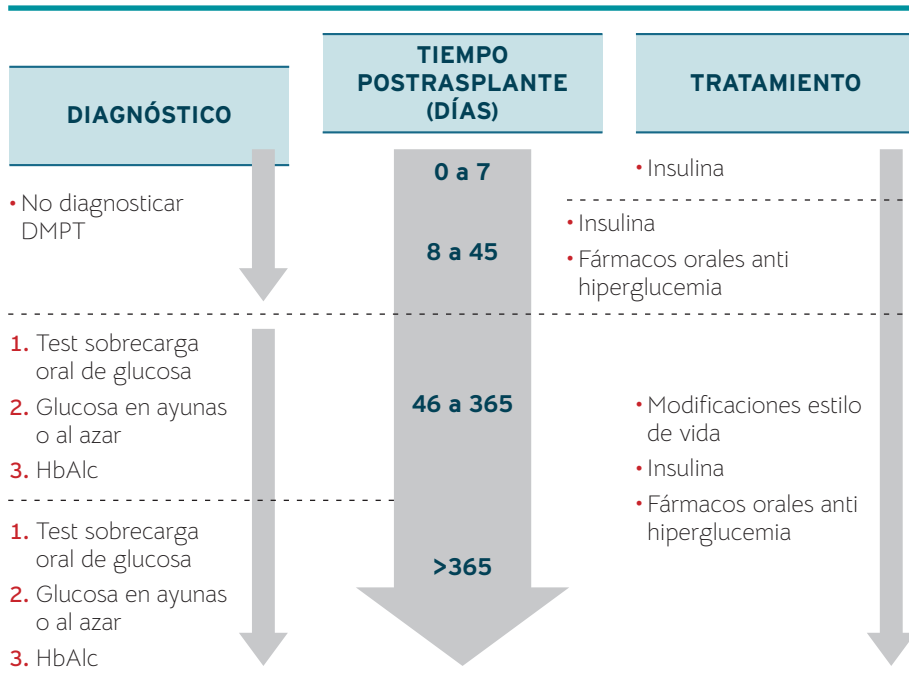 DIAGNÓSTICO
TIEMPO
POSTRASPLANTE
(DÍAS)
TRATAMIENTO
• No diagnosticar
DMPT
0 a 7
• Insulina
8 a 45
• Insulina
• Fármacos orales anti
hiperglucemia
1. Test sobrecarga
oral de glucosa
2. Glucosa en ayunas
o al azar
3. HbAlc
46 a 365
• Modificaciones estilo
de vida
• Insulina
• Fármacos orales anti
hiperglucemia
1. Test sobrecarga
oral de glucosa
2. Glucosa en ayunas
o al azar
3. HbAlc
>365